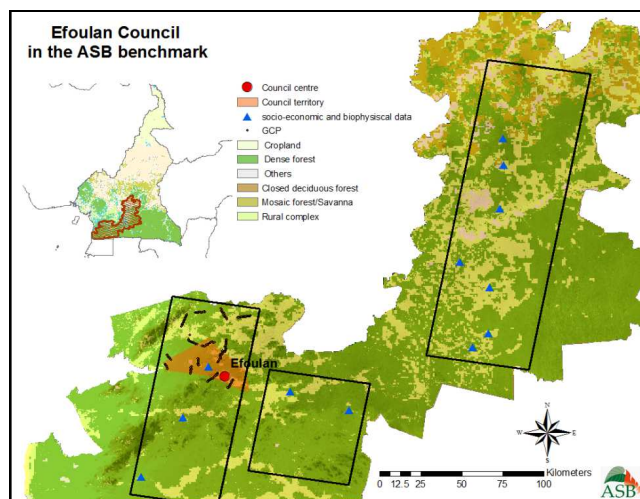 Efoulan Council
in the ASB benchmark
Council centre
Council territory
socio-economic and biophysiscal data
GCP
Cropland
Dense forest
Others
Closed deciduous forest
Mosaic forest/Savanna
Rural complex
Efoulan
N
W
E
S
Kilometers
0 12.5 25 50 75 100
ASB